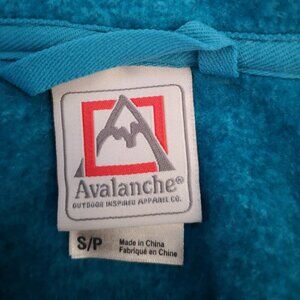 Avalanche®
OUTDOOR INSPIRED APPAREL CO.
S/P
Made in China
Fabriqué en Chine